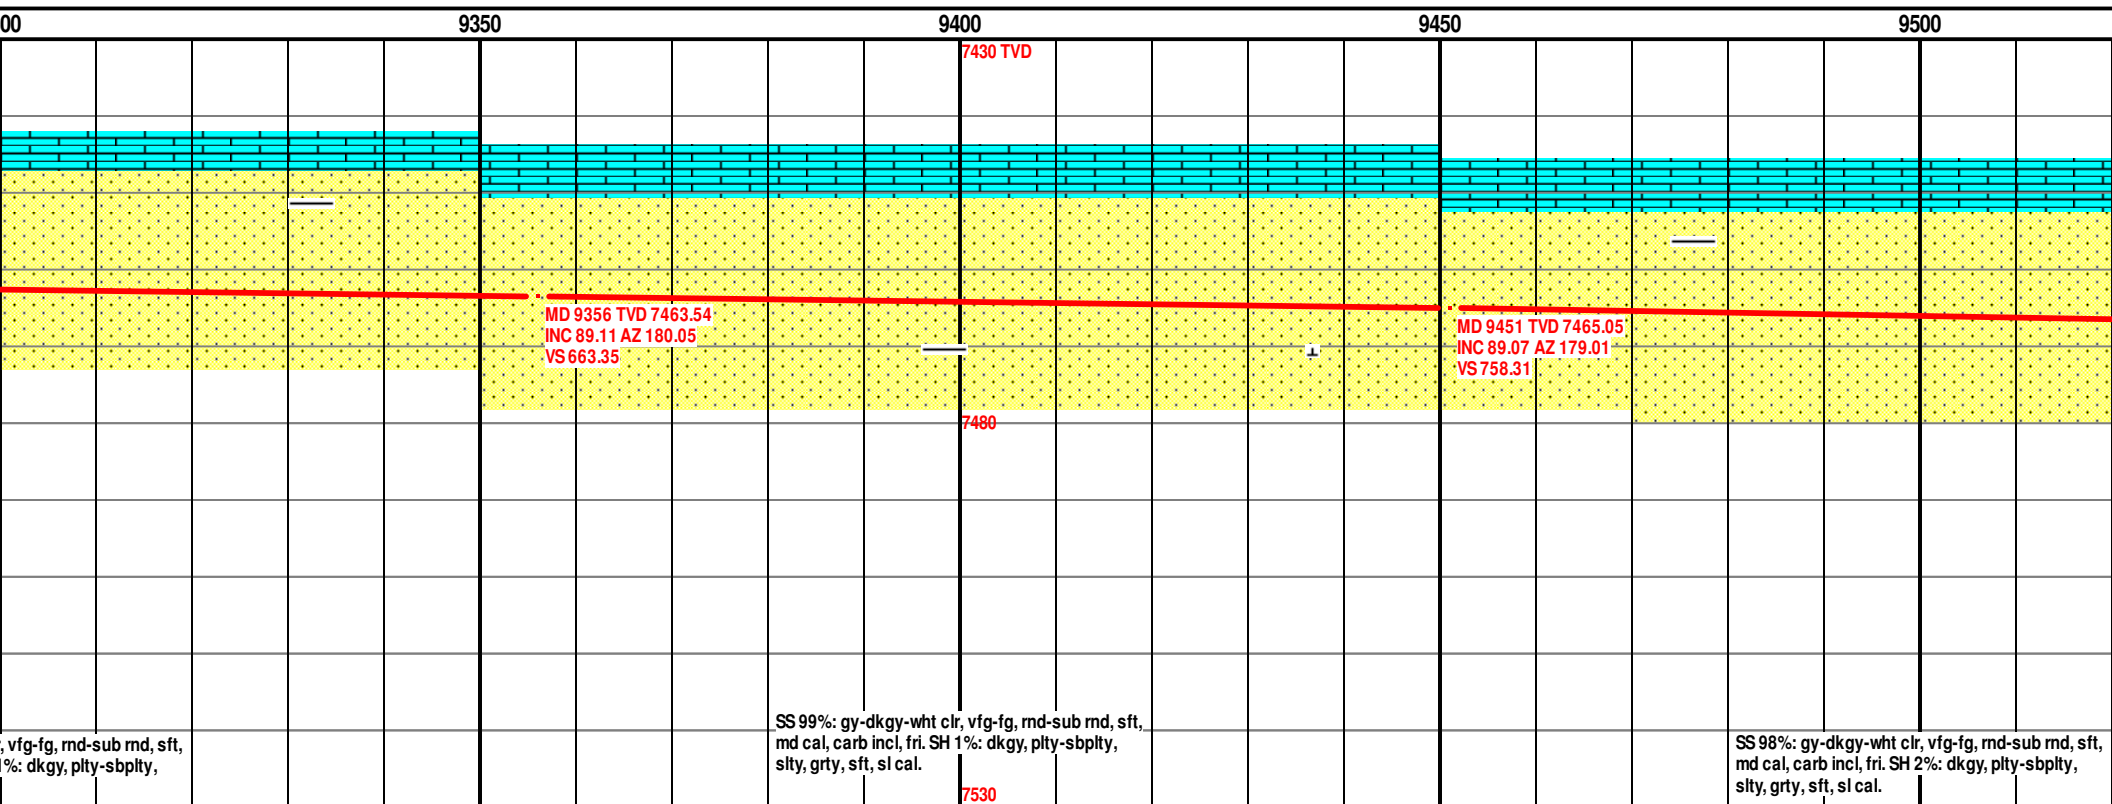 00 9350 9400 9450 9500
7430 TVD
MD 9356 TVD 7463.54
INC 89.11 AZ 180.05
VS 663.35
MD 9451 TVD 7465.05
INC 89.07 AZ 179.01
VS 758.31
7480
, vfg-fg, rnd-sub rnd, sft,
%: dkgy, plty-sbplty,
SS 99%: gy-dkgy-wht clr, vfg-fg, rnd-sub rnd, sft,
md cal, carb incl, fri. SH 1%: dkgy, plty-sbplty,
slty, grty, sft, sl cal.
SS 98%: gy-dkgy-wht clr, vfg-fg, rnd-sub rnd, sft,
md cal, carb incl, fri. SH 2%: dkgy, plty-sbplty,
slty, grty, sft, sl cal.
7530